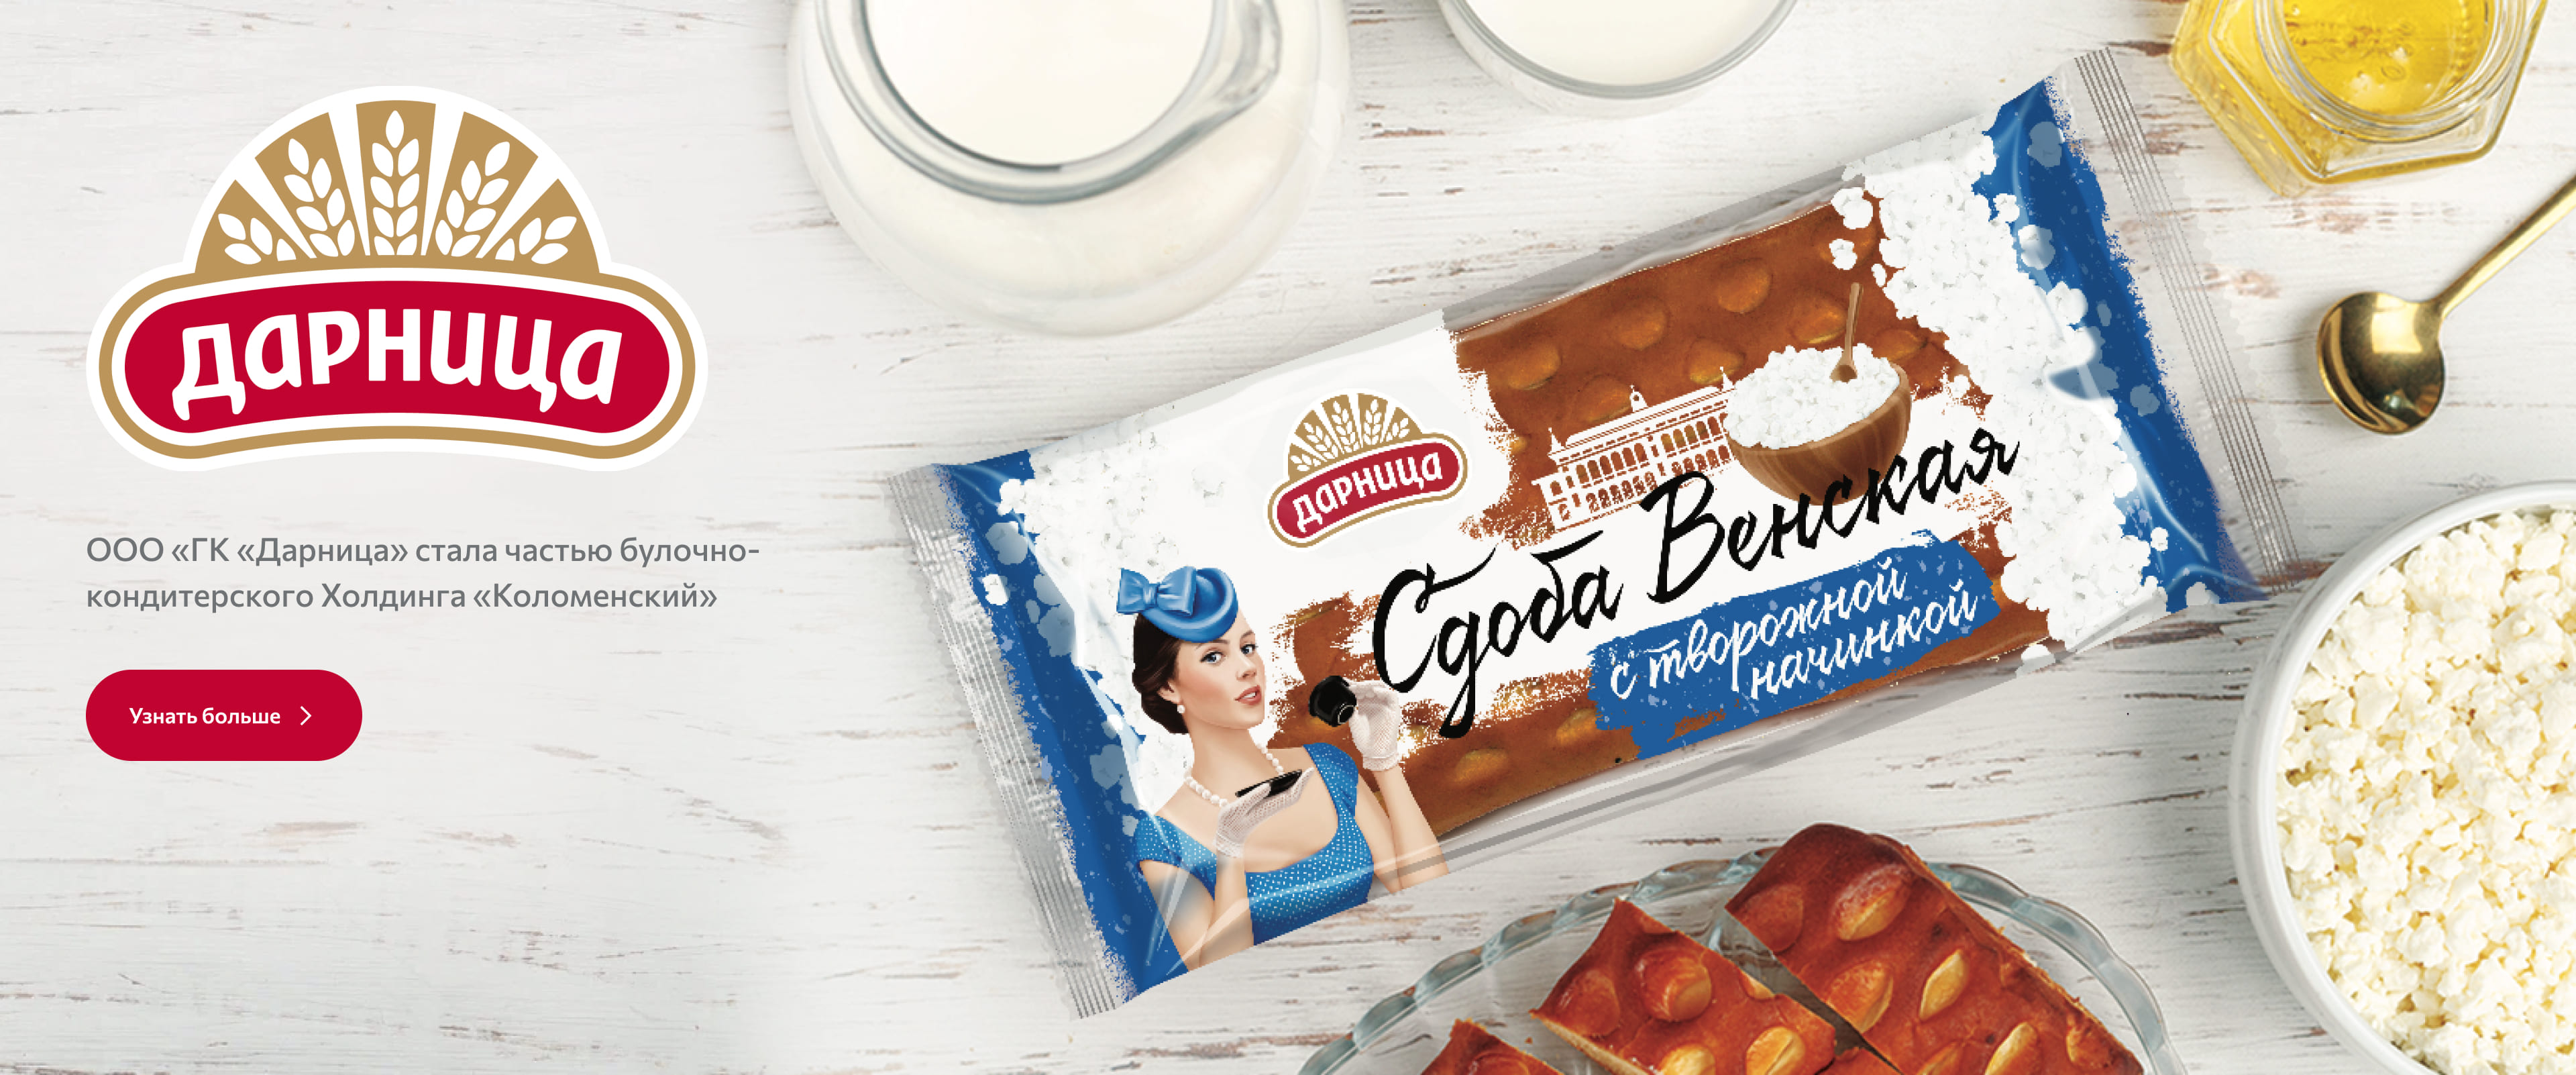 ДАРНИЦА
ООО «ГК «Дарница» стала частью булочно-
кондитерского Холдинга «Коломенский»
Узнать больше
ДАРНИЦА
Сдоба Венская
с творожной
начинкой